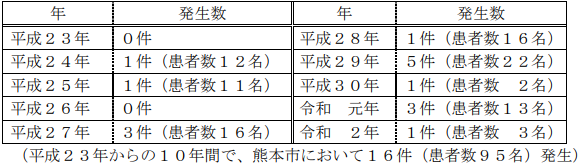 年 発生数 年 発生数
平成２３年 ０件 平成２８年 １件（患者数１６名）
平成２４年 １件（患者数１２名） 平成２９年 ５件（患者数２２名）
平成２５年 １件（患者数１１名） 平成３０年 １件（患者数　２名）
平成２６年 ０件 令和　元年 ３件（患者数１３名）
平成２７年 ３件（患者数１６名） 令和　２年 １件（患者数　３名）
（平成２３年からの１０年間で、熊本市において１６件（患者数９５名）発生）